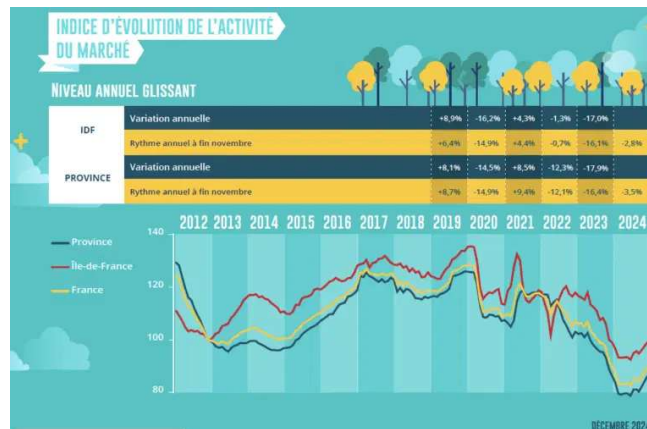 INDICE D'ÉVOLUTION DE L'ACTIVITÉ
DU MARCHÉ
NIVEAU ANNUEL GLISSANT
IDF
Variation annuelle +8,9% -16,2% +4,3% -1,3% -17,0%
Rythme annuel à fin novembre +6,4% -14,9% +4,4% -0,7% -16,1% -2,8%
PROVINCE
Variation annuelle +8,1% -14,5% +8,5% -12,3% -17,9%
Rythme annuel à fin novembre +8,7% -14,9% +9,4% -12,1% -16,4% -3,5%
2012 2013 2014 2015 2016 2017 2018 2019 2020 2021 2022 2023 2024
Province
Île-de-France
France
140
120
100
80
DÉCEMBRE 2024